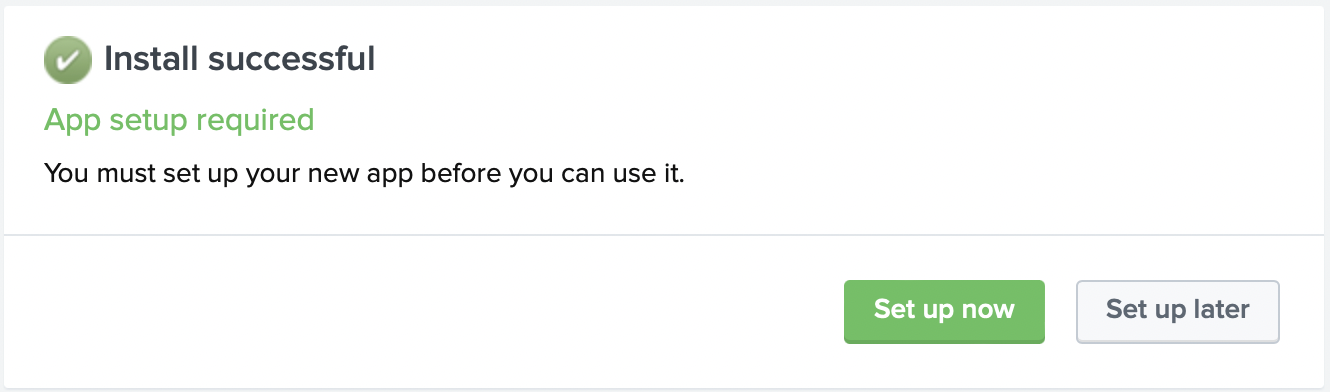 Install successful
App setup required
You must set up your new app before you can use it.
Set up now
Set up later